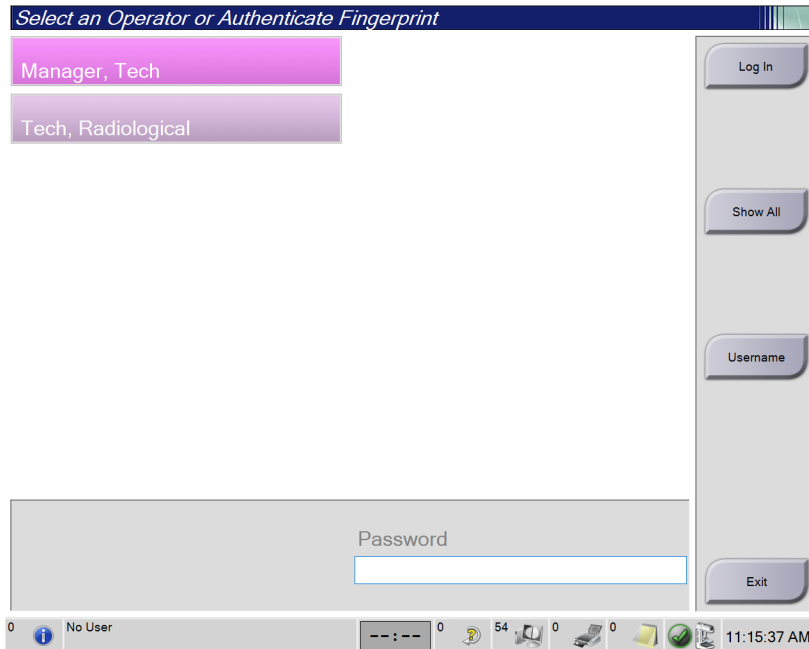 Select an Operator or Authenticate Fingerprint
Manager, Tech
Tech, Radiological
Log In
Show All
Username
Password
Exit
0 No User --:-- 0 54 0 0 11:15:37 AM